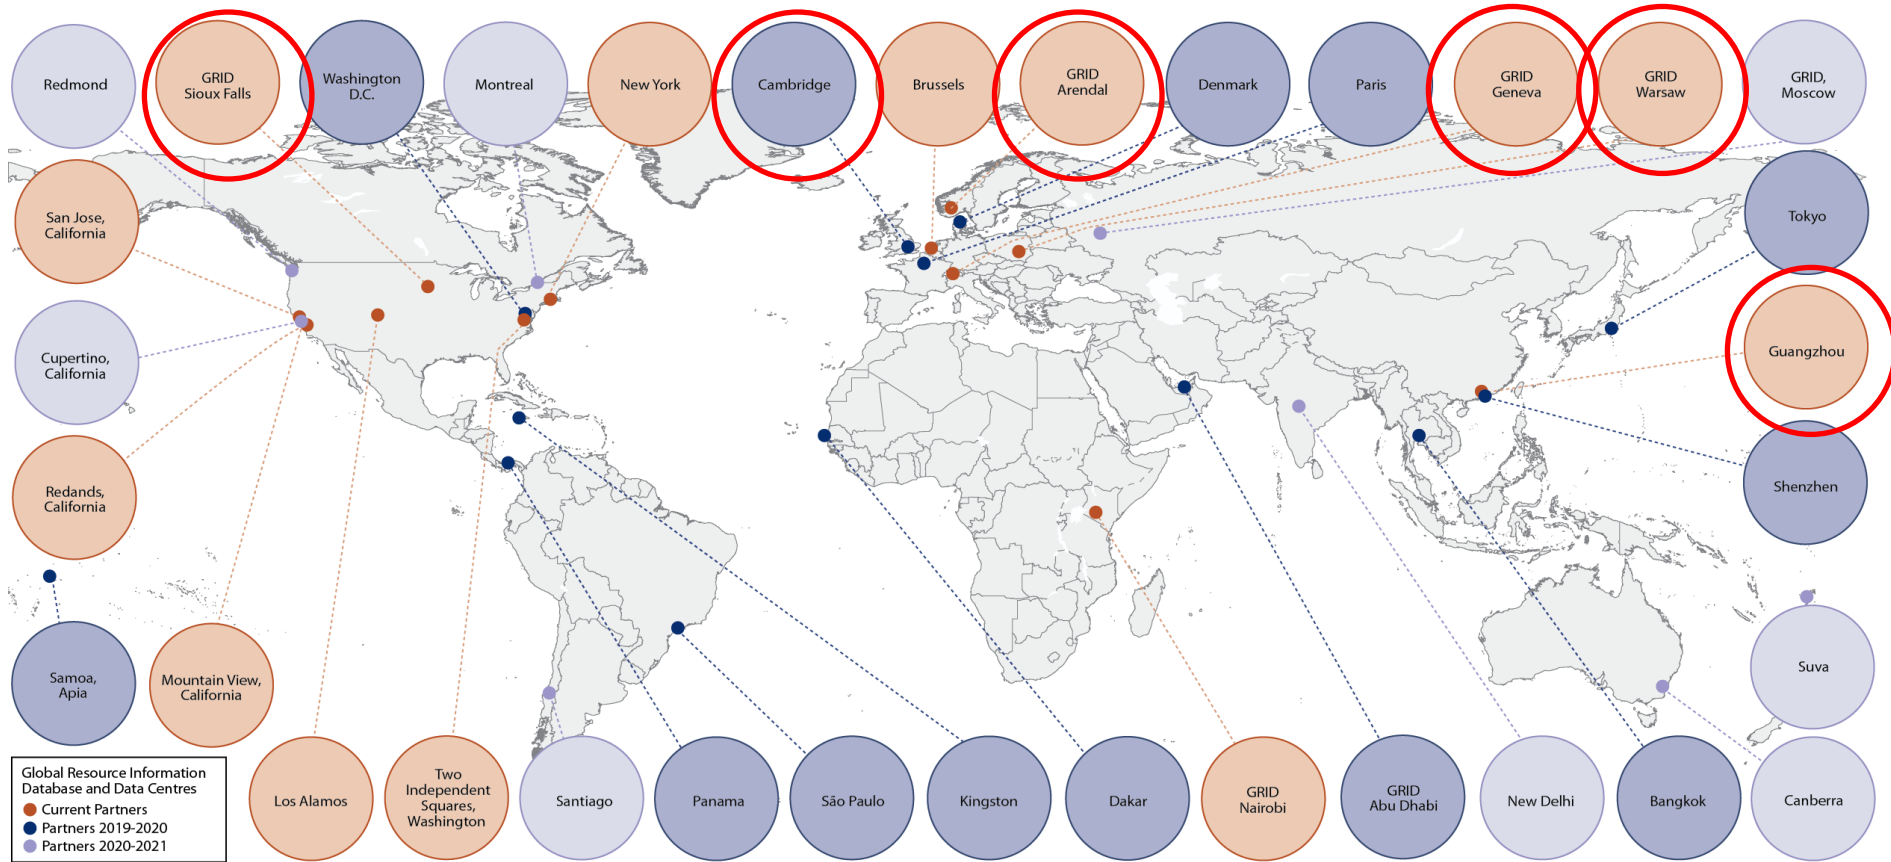 Redmond
GRID
Sioux Falls
Washington
D.C.
Montreal
New York
Cambridge
Brussels
GRID
Arendal
Denmark
Paris
GRID
Geneva
GRID
Warsaw
GRID,
Moscow
San Jose,
California
Tokyo
Cupertino,
California
Guangzhou
Redands,
California
Shenzhen
Samoa,
Apia
Mountain View,
California
Suva
Los Alamos
Two
Independent
Squares,
Washington
Santiago
Panama
São Paulo
Kingston
Dakar
GRID
Nairobi
GRID
Abu Dhabi
New Delhi
Bangkok
Canberra
Global Resource Information
Database and Data Centres
Current Partners
Partners 2019-2020
Partners 2020-2021